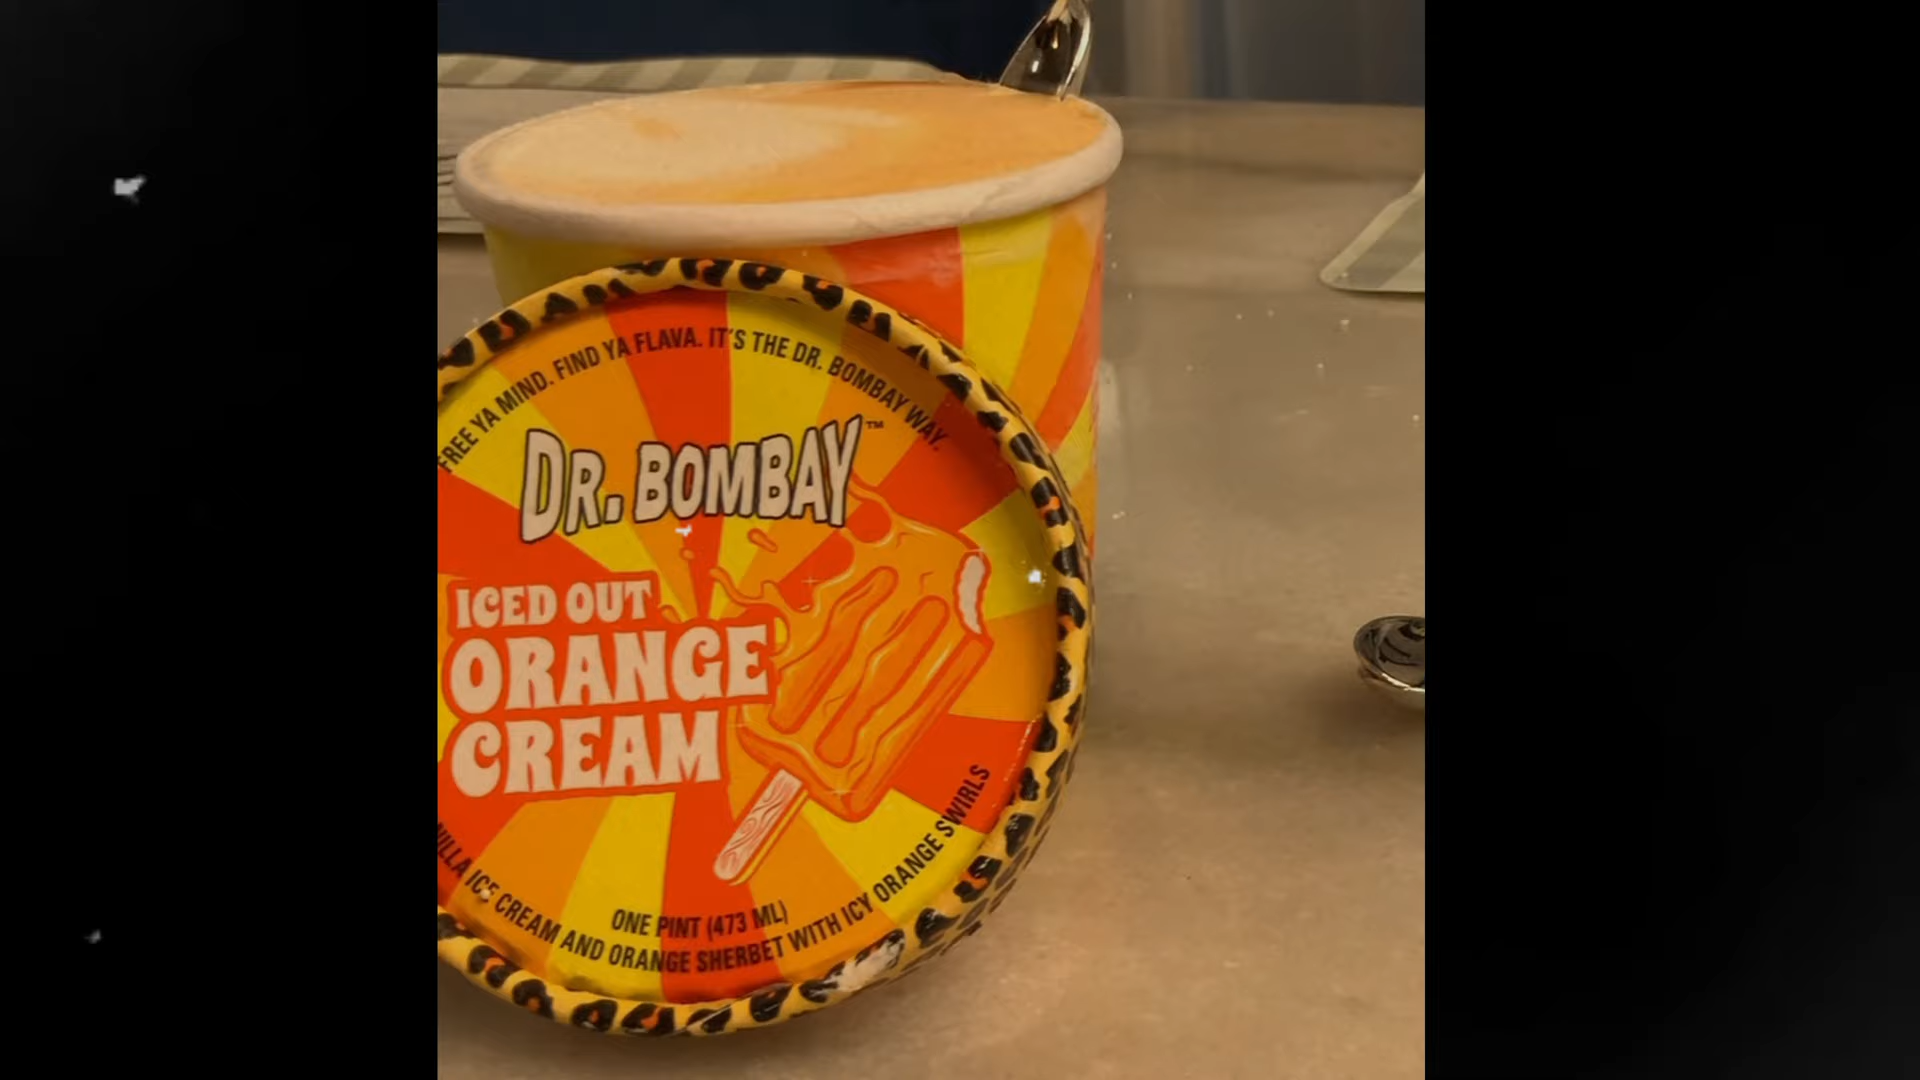 FREE YA MIND. FIND YA FLAVA. IT'S THE DR. BOMBAY WAY.
DR. BOMBAY™
ICED OUT
ORANGE
CREAM
ONE PINT (473 ML)
ICE CREAM AND ORANGE SHERBET WITH ICY ORANGE SWIRLS